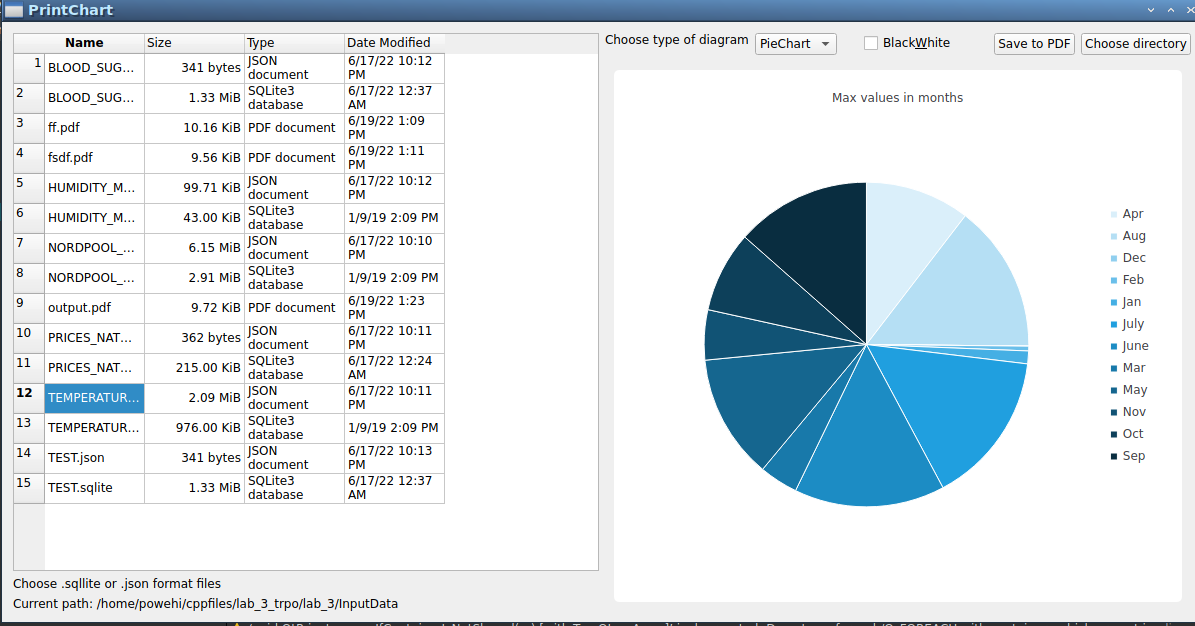 PrintChart
Name Size Type Date Modified
1 BLOOD_SUG... 341 bytes JSON document 6/17/22 10:12 PM
2 BLOOD_SUG... 1.33 MiB SQLite3 database 6/17/22 12:37 AM
3 ff.pdf 10.16 KiB PDF document 6/19/22 1:09 PM
4 fsdf.pdf 9.56 KiB PDF document 6/19/22 1:11 PM
5 HUMIDITY_M... 99.71 KiB JSON document 6/17/22 10:12 PM
6 HUMIDITY_M... 43.00 KiB SQLite3 database 1/9/19 2:09 PM
7 NORDPOOL_... 6.15 MiB JSON document 6/17/22 10:10 PM
8 NORDPOOL_... 2.91 MiB SQLite3 database 1/9/19 2:09 PM
9 output.pdf 9.72 KiB PDF document 6/19/22 1:23 PM
10 PRICES_NAT... 362 bytes JSON document 6/17/22 10:11 PM
11 PRICES_NAT... 215.00 KiB SQLite3 database 6/17/22 12:24 AM
12 TEMPERATUR... 2.09 MiB JSON document 6/17/22 10:11 PM
13 TEMPERATUR... 976.00 KiB SQLite3 database 1/9/19 2:09 PM
14 TEST.json 341 bytes JSON document 6/17/22 10:13 PM
15 TEST.sqlite 1.33 MiB SQLite3 database 6/17/22 12:37 AM
Choose .sqllite or .json format files
Current path: /home/powehi/cppfiles/lab_3_trpo/lab_3/InputData
Choose type of diagram PieChart BlackWhite Save to PDF Choose directory
Max values in months
Apr
Aug
Dec
Feb
Jan
July
June
Mar
May
Nov
Oct
Sep